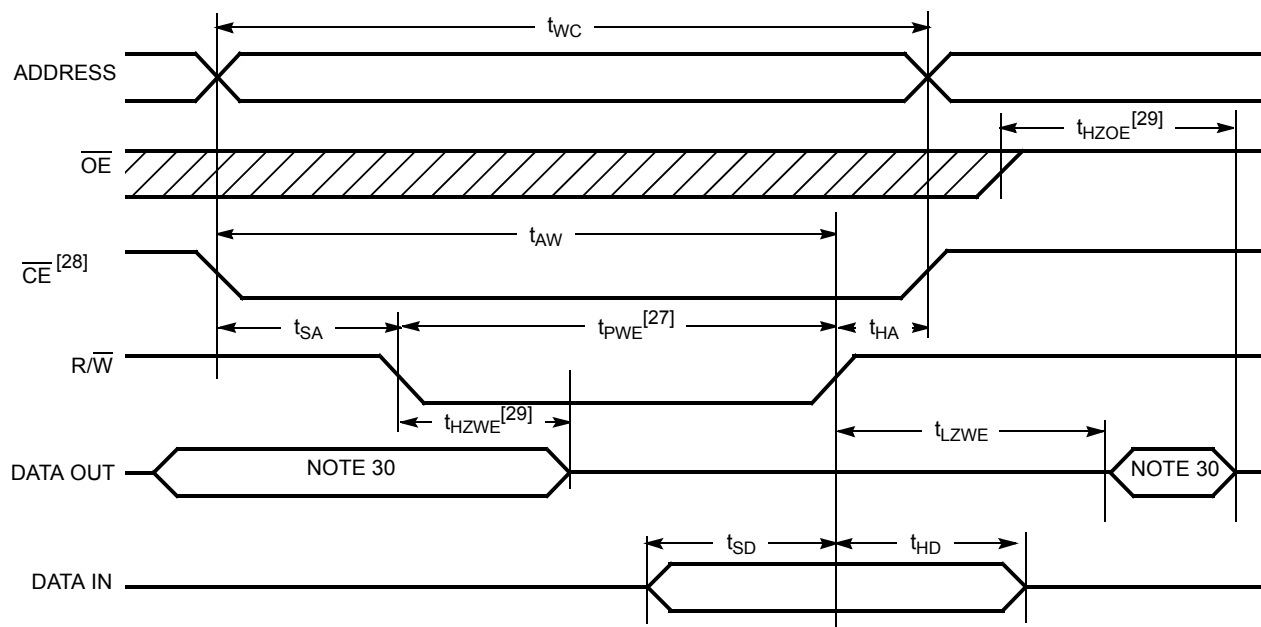 tWC
ADDRESS
tHZOE[29]
OE
tAW
CE [28]
tSA
tPWE[27]
tHA
R/W
tHZWE[29]
tLZWE
DATA OUT
NOTE 30
NOTE 30
tSD
tHD
DATA IN